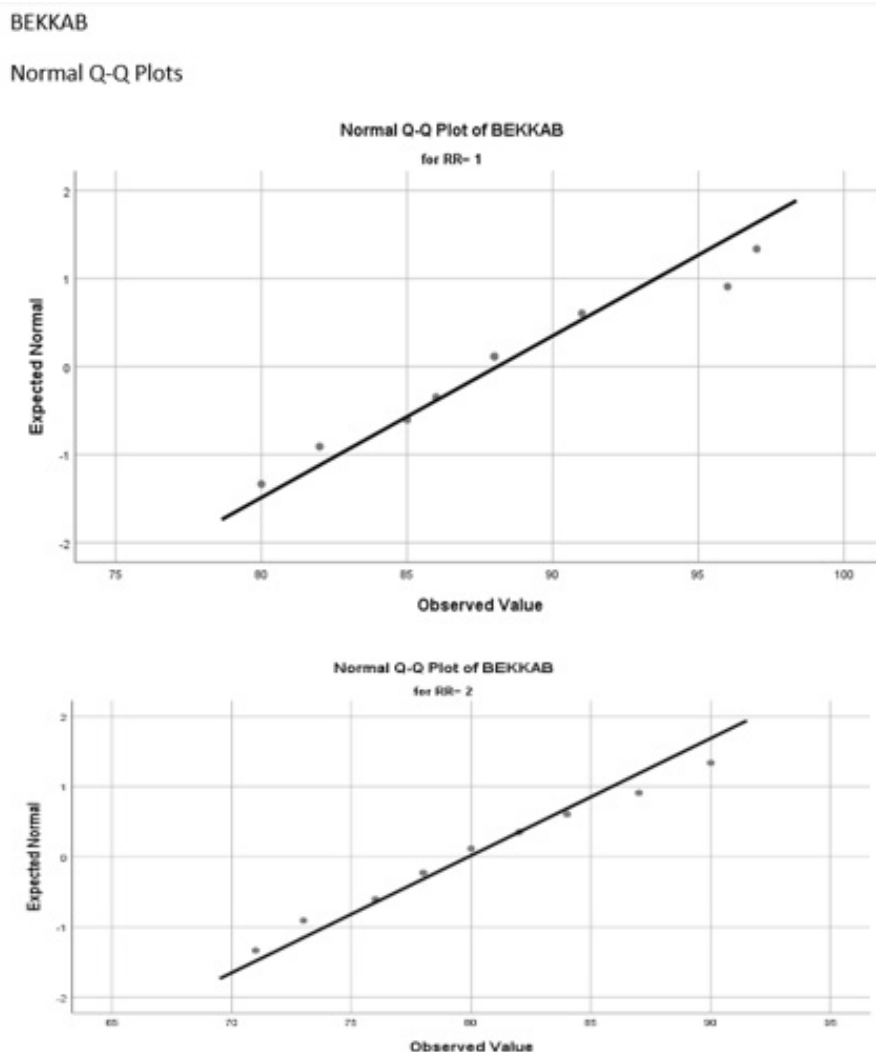 BEKKAB
Normal Q-Q Plots
Normal Q-Q Plot of BEKKAB
for RR= 1
Expected Normal
2
1
0
-1
-2
75 80 85 90 95 100
Observed Value
Normal Q-Q Plot of BEKKAB
for RR= 2
Expected Normal
2
1
0
-1
-2
65 70 75 80 85 90 95
Observed Value